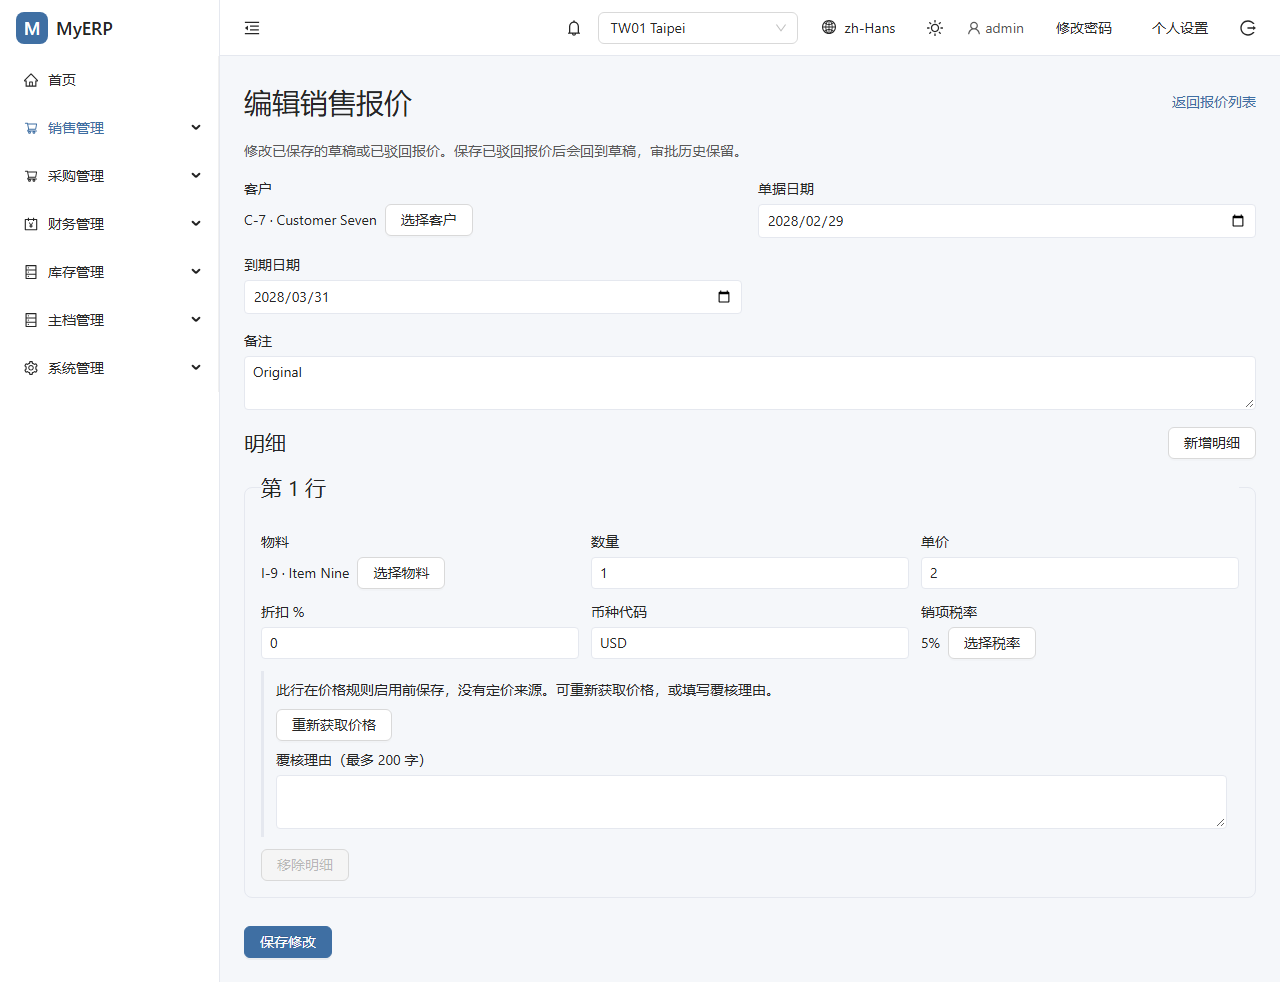 M MyERP
TW01 Taipei
zh-Hans
admin
修改密码
个人设置
首页
销售管理
采购管理
财务管理
库存管理
主档管理
系统管理
编辑销售报价
返回报价列表
修改已保存的草稿或已驳回报价。保存已驳回报价后会回到草稿，审批历史保留。
客户
单据日期
C-7 · Customer Seven 选择客户
2028/02/29
到期日期
2028/03/31
备注
Original
明细
新增明细
第 1 行
物料
数量
单价
I-9 · Item Nine 选择物料
1
2
折扣 %
币种代码
销项税率
0
USD
5% 选择税率
此行在价格规则启用前保存，没有定价来源。可重新获取价格，或填写覆核理由。
重新获取价格
覆核理由（最多 200 字）
移除明细
保存修改